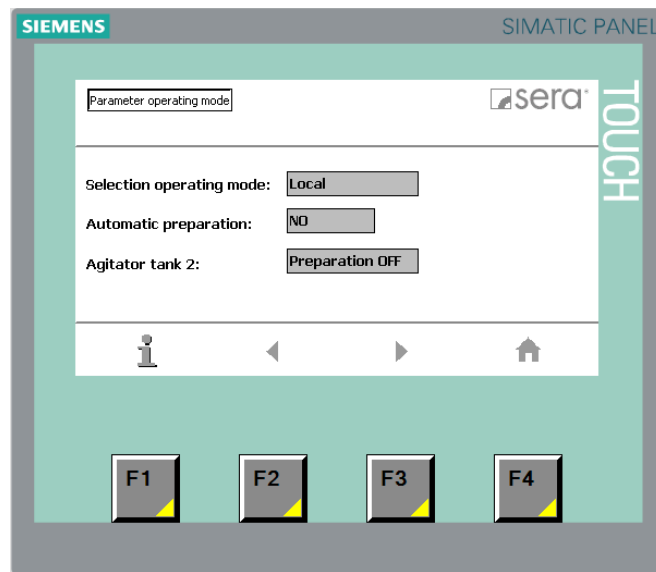 SIEMENS
SIMATIC PANEL
TOUCH
Parameter operating mode
sera
Selection operating mode: Local
Automatic preparation: NO
Agitator tank 2: Preparation OFF
F1 F2 F3 F4